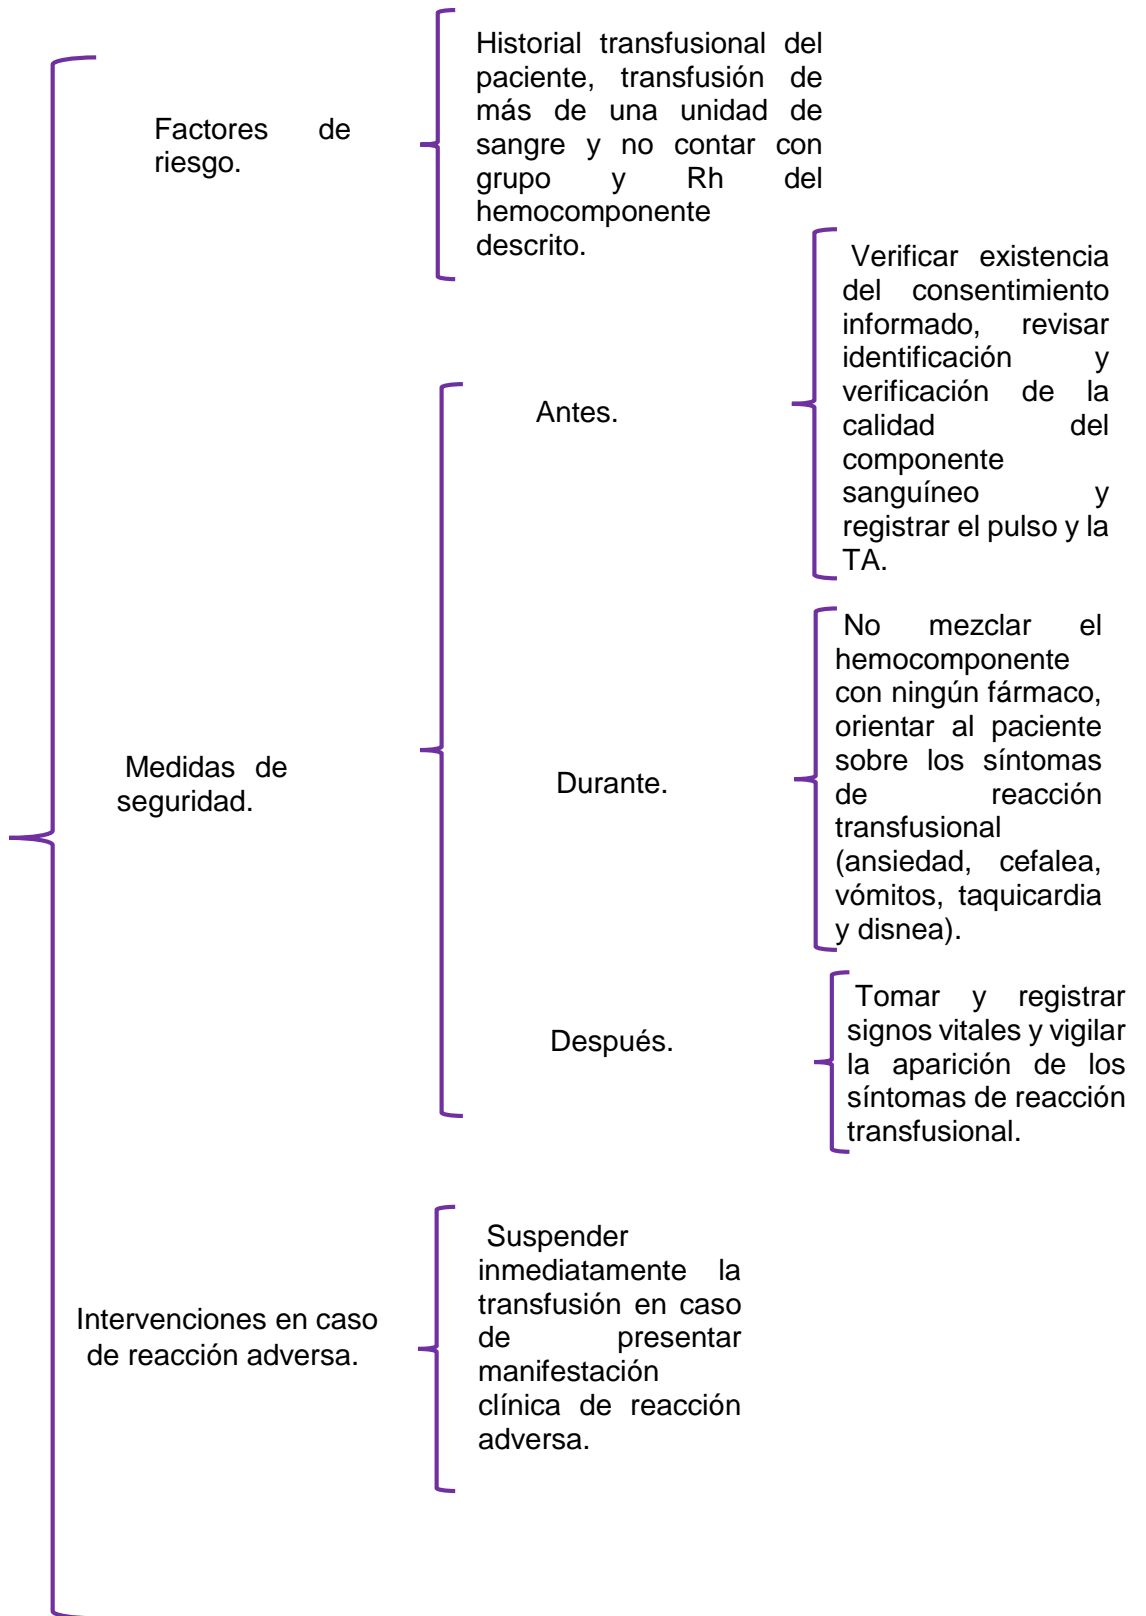 Factores de
riesgo.
Historial transfusional del
paciente, transfusión de
más de una unidad de
sangre y no contar con
grupo y Rh del
hemocomponente
descrito.
Medidas de
seguridad.
Antes.
Verificar existencia
del consentimiento
informado, revisar
identificación y
verificación de la
calidad del
componente
sanguíneo y
registrar el pulso y la
TA.
Durante.
No mezclar el
hemocomponente
con ningún fármaco,
orientar al paciente
sobre los síntomas
de reacción
transfusional
(ansiedad, cefalea,
vómitos, taquicardia
y disnea).
Después.
Tomar y registrar
signos vitales y vigilar
la aparición de los
síntomas de reacción
transfusional.
Intervenciones en caso
de reacción adversa.
Suspender
inmediatamente la
transfusión en caso
de presentar
manifestación
clínica de reacción
adversa.